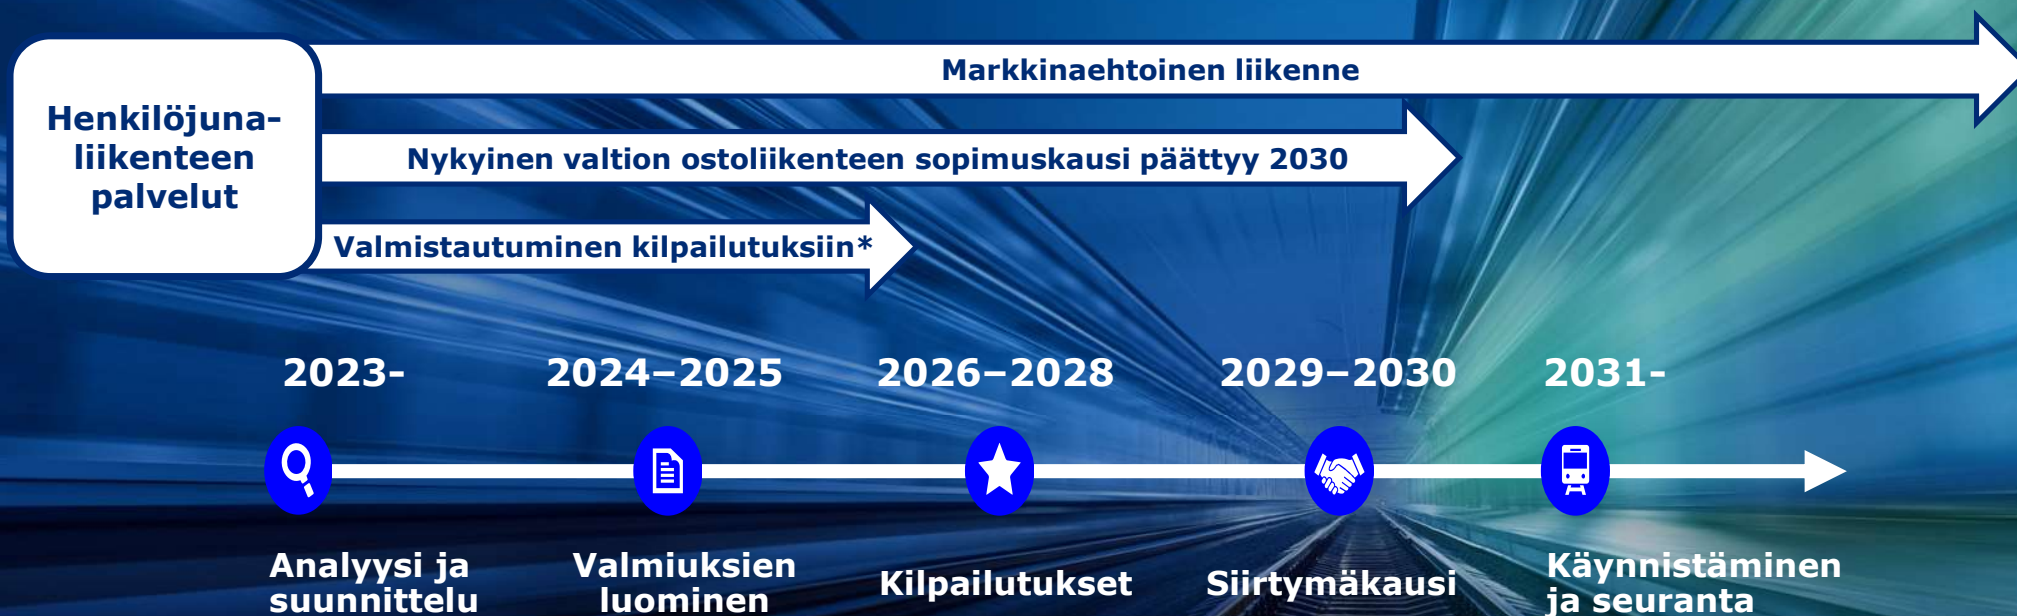 Henkilöjuna-
liikenteen
palvelut
Markkinaehtoinen liikenne
Nykyinen valtion ostoliikenteen sopimuskausi päättyy 2030
Valmistautuminen kilpailutuksiin*
2023-
2024–2025
2026–2028
2029–2030
2031-
Analyysi ja
suunnittelu
Valmiuksien
luominen
Kilpailutukset
Siirtymäkausi
Käynnistäminen
ja seuranta